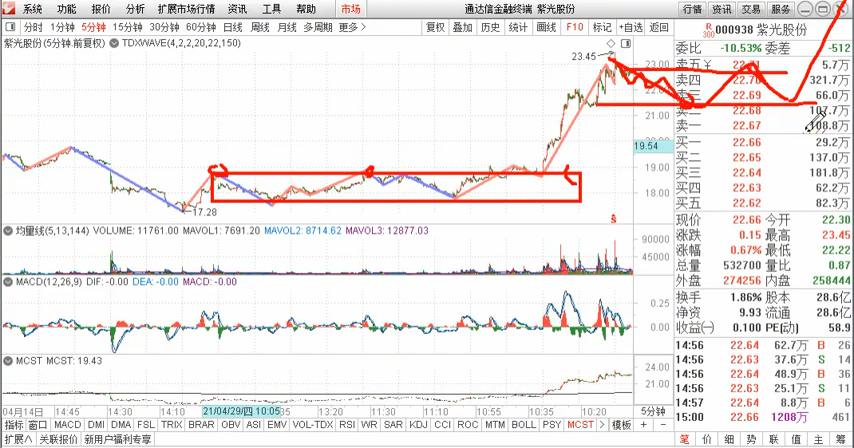 系统 功能 报价 分析 扩展市场行情 资讯 工具 帮助 市场 通达信金融终端 紫光股份 行情 资讯 交易 服务
分时 1分钟 5分钟 15分钟 30分钟 60分钟 日线 周线 月线 多周期 更多> 复权 叠加 历史 统计 画线 F10 标记 +自选 返回
R 300 000938 紫光股份
紫光股份(5分钟,前复权) TDXWAVE(4,2,2,20,22,150)
委比 -10.53% 委差 -512
卖五 5.7万
卖四 321.7万
22.69 66.0万
22.68 107.7万
卖一 22.67 108.8万
买一 22.66 29.2万
买二 22.65 137.0万
买三 22.64 181.8万
买四 22.63 62.2万
买五 22.62 82.3万
23.45
23.00
21.00
19.54
19.00
18.00
17.28
现价 22.66 今开 22.30
涨跌 0.15 最高 23.45
涨幅 0.67% 最低 22.22
总量 532700 量比 0.87
外盘 274256 内盘 258444
换手 1.86% 股本 28.6亿
净资 9.93 流通 28.6亿
收益㈠ 0.100 PE(动) 58.9
均量线(5,13,144) VOLUME: 11761.00 MAVOL1: 7691.20 MAVOL2: 8714.62 MAVOL3: 12877.03
90000
45000
MACD(12,26,9) DIF: -0.00 DEA: -0.00 MACD: -0.00
0.25
0.00
MCST MCST: 19.43
24.00
21.00
14:56 22.64 62.7万 B 26
14:56 22.63 37.6万 S 14
14:56 22.64 48.9万 B 36
14:56 22.63 25.1万 S 11
14:57 22.64 8.8万 B 6
15:00 22.66 1208万 461
04月14日 14:45 14:30 14:10 21/04/29/四 10:05 :35 13:20 11:30 11:10 10:50 10:35 10:20 5分钟
指标 窗口 MACD DMI DMA FSL TRIX BRAR OBV ASI EMV VOL-TDX RSI WR SAR KDJ CCI ROC MTM BOLL PSY MCST > 模板 + -
扩展∧ 关联报价 新用户福利专享 笔 价 细 势 联 值 主 筹